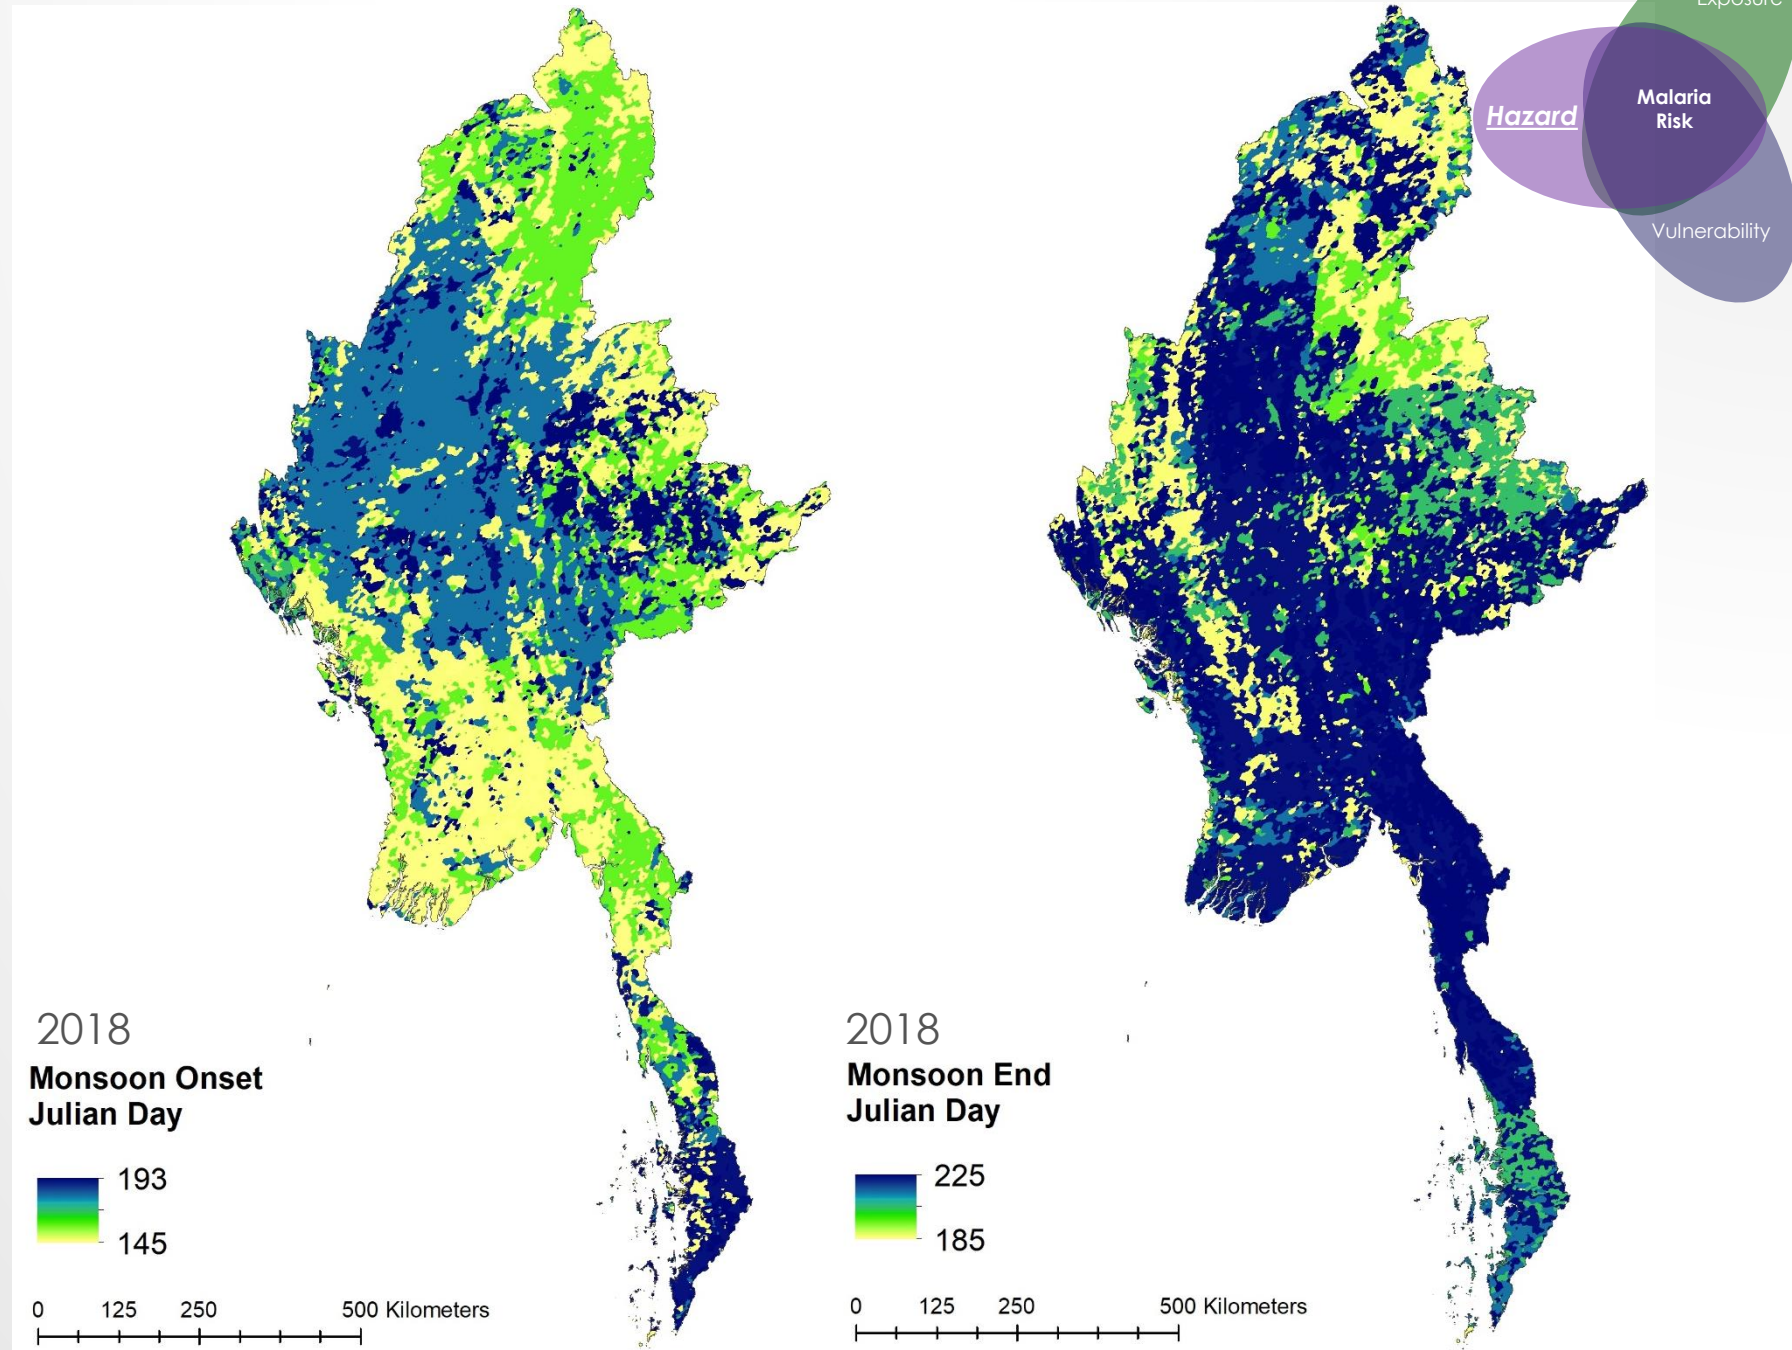 Exposure
Hazard
Malaria
Risk
Vulnerability
2018
Monsoon Onset
Julian Day
193
145
0 125 250 500 Kilometers
2018
Monsoon End
Julian Day
225
185
0 125 250 500 Kilometers